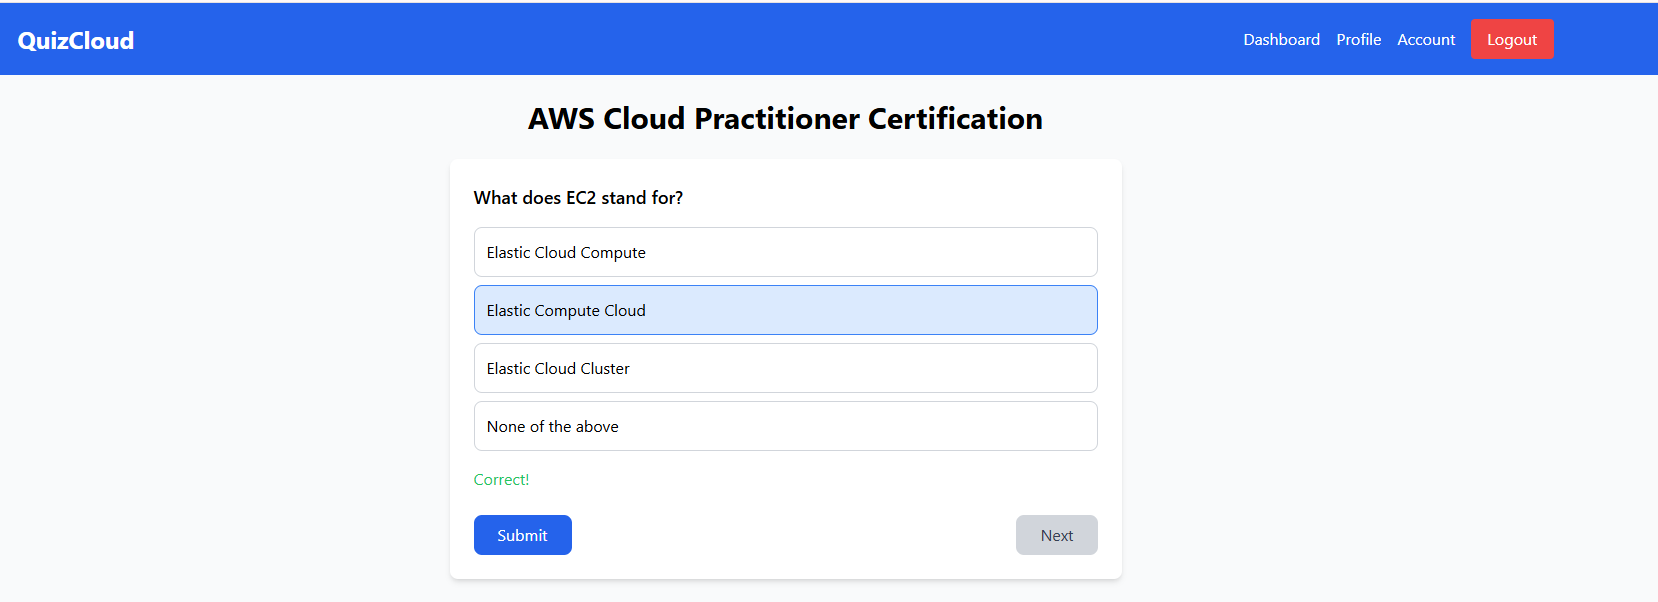 QuizCloud
Dashboard Profile Account Logout
AWS Cloud Practitioner Certification
What does EC2 stand for?
Elastic Cloud Compute
Elastic Compute Cloud
Elastic Cloud Cluster
None of the above
Correct!
Submit
Next